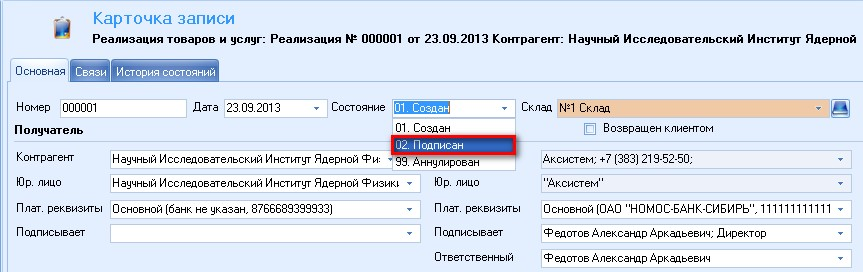 Карточка записи
Реализация товаров и услуг: Реализация № 000001 от 23.09.2013 Контрагент: Научный Исследовательский Институт Ядерной
Основная Связи История состояний
Номер 000001 Дата 23.09.2013 Состояние 01. Создан Склад №1 Склад
01. Создан
Получатель Возвращен клиентом
02. Подписан
99. Аннулирован
Контрагент Научный Исследовательский Институт Ядерной Аксистем; +7 (383) 219-52-50;
Юр. лицо Научный Исследовательский Институт Ядерной Физики Юр. лицо "Аксистем"
Плат. реквизиты Основной (банк не указан, 8766689399933) Плат. реквизиты Основной (ОАО "НОМОС-БАНК-СИБИРЬ", 111111111111
Подписывает Подписывает Федотов Александр Аркадьевич; Директор
Ответственный Федотов Александр Аркадьевич